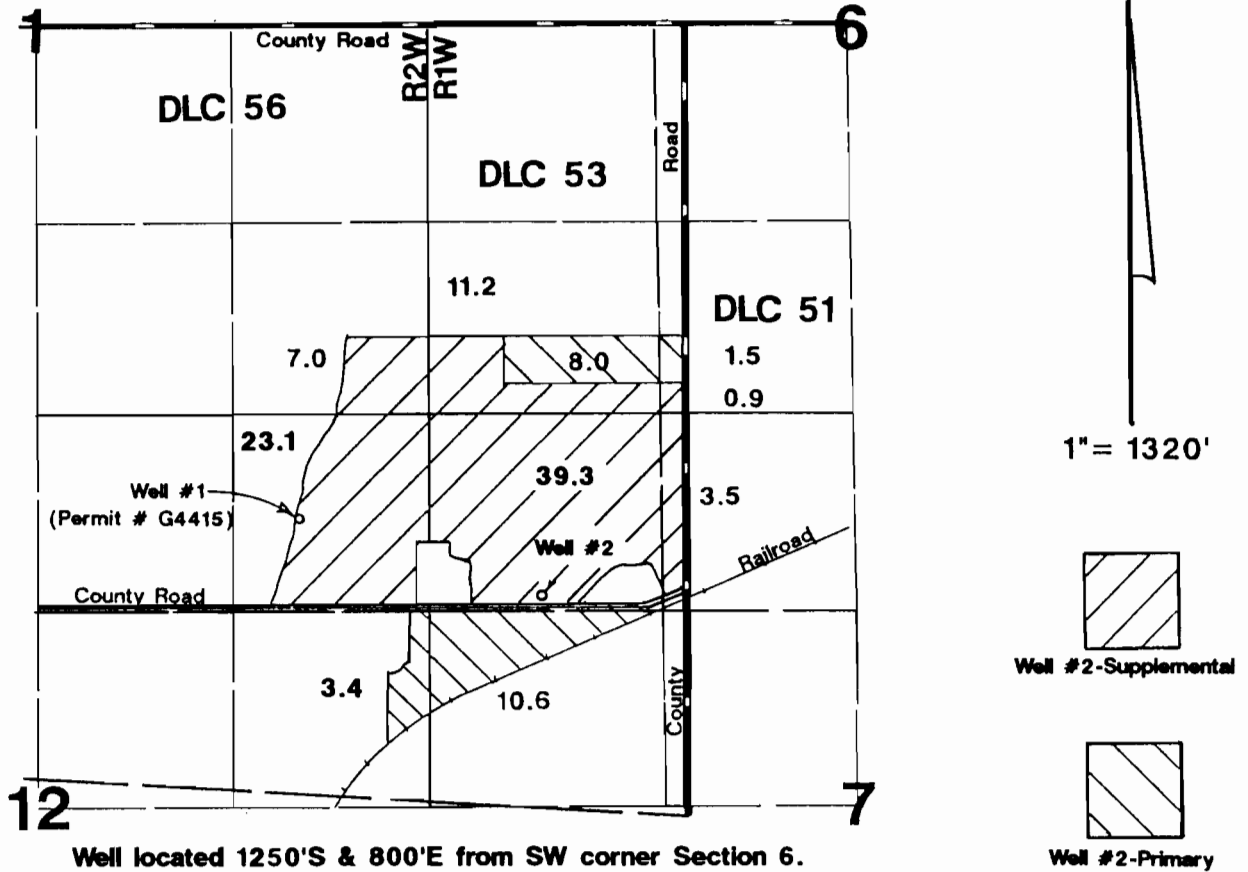 1
6
County Road
R2W
R1W
DLC 56
Road
DLC 53
11.2
DLC 51
7.0
8.0
1.5
0.9
23.1
1"= 1320'
39.3
Well #1
(Permit # G4415)
3.5
Well #2
Railroad
County Road
Well #2-Supplemental
3.4
10.6
County
12
7
Well located 1250'S & 800'E from SW corner Section 6.
Well #2-Primary